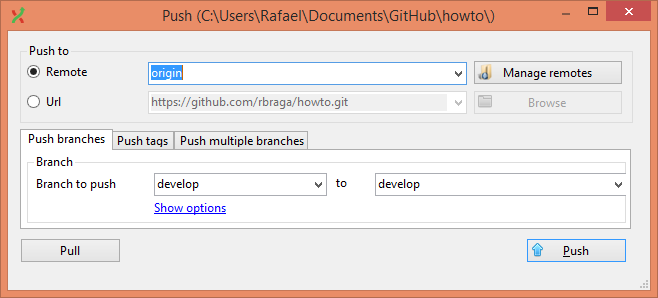 Push (C:\Users\Rafael\Documents\GitHub\howto\)
Push to
Remote origin Manage remotes
Url https://github.com/rbraga/howto.git Browse
Push branches Push tags Push multiple branches
Branch
Branch to push develop to develop
Show options
Pull Push